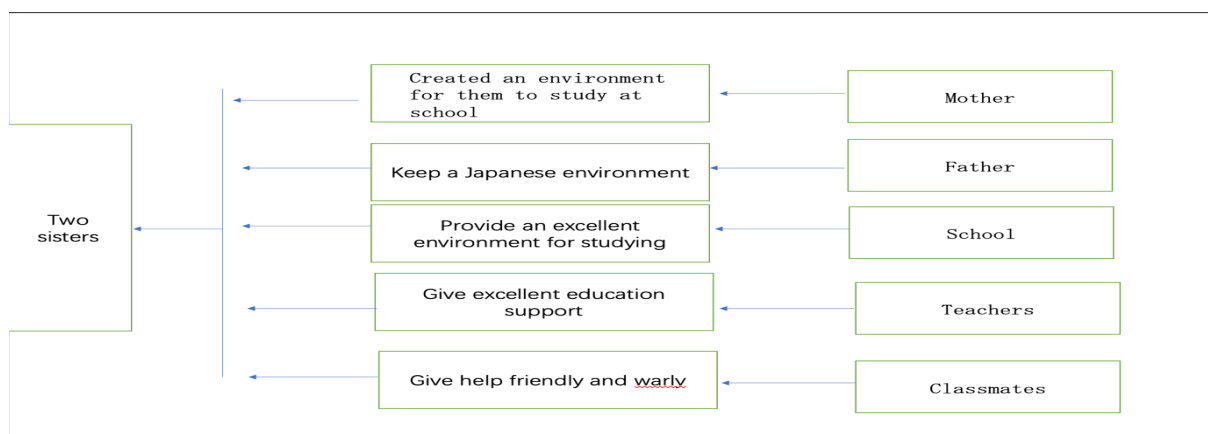 Two
sisters
Created an environment
for them to study at
school
Mother
Keep a Japanese environment
Father
Provide an excellent
environment for studying
School
Give excellent education
support
Teachers
Give help friendly and warly
Classmates